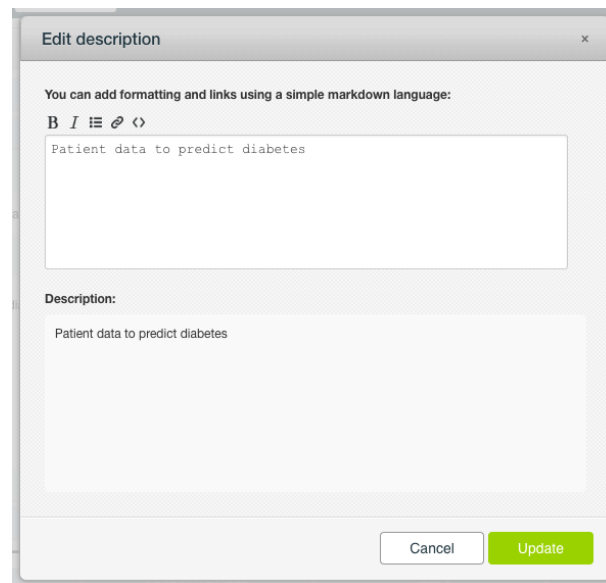 Edit description
×
You can add formatting and links using a simple markdown language:
B I <>
Patient data to predict diabetes
Description:
Patient data to predict diabetes
Cancel Update